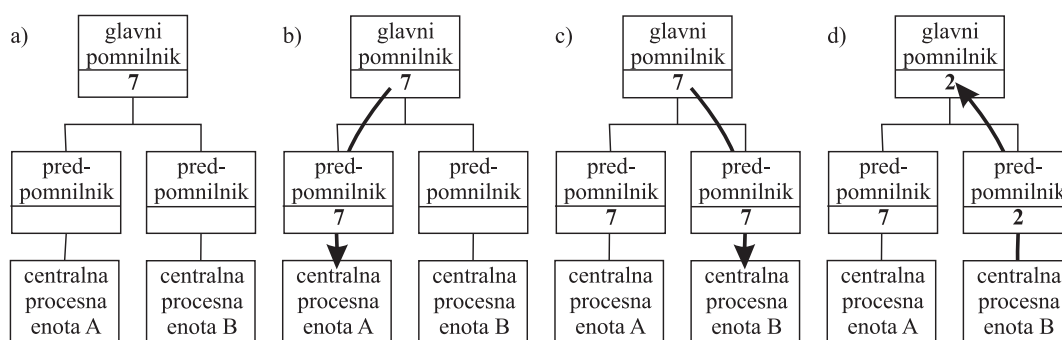 a)
glavni
pomnilnik
7
pred-
pomnilnik
pred-
pomnilnik
centralna
procesna
enota A
centralna
procesna
enota B
b)
glavni
pomnilnik
7
pred-
pomnilnik
7
pred-
pomnilnik
centralna
procesna
enota A
centralna
procesna
enota B
c)
glavni
pomnilnik
7
pred-
pomnilnik
7
pred-
pomnilnik
7
centralna
procesna
enota A
centralna
procesna
enota B
d)
glavni
pomnilnik
2
pred-
pomnilnik
7
pred-
pomnilnik
2
centralna
procesna
enota A
centralna
procesna
enota B